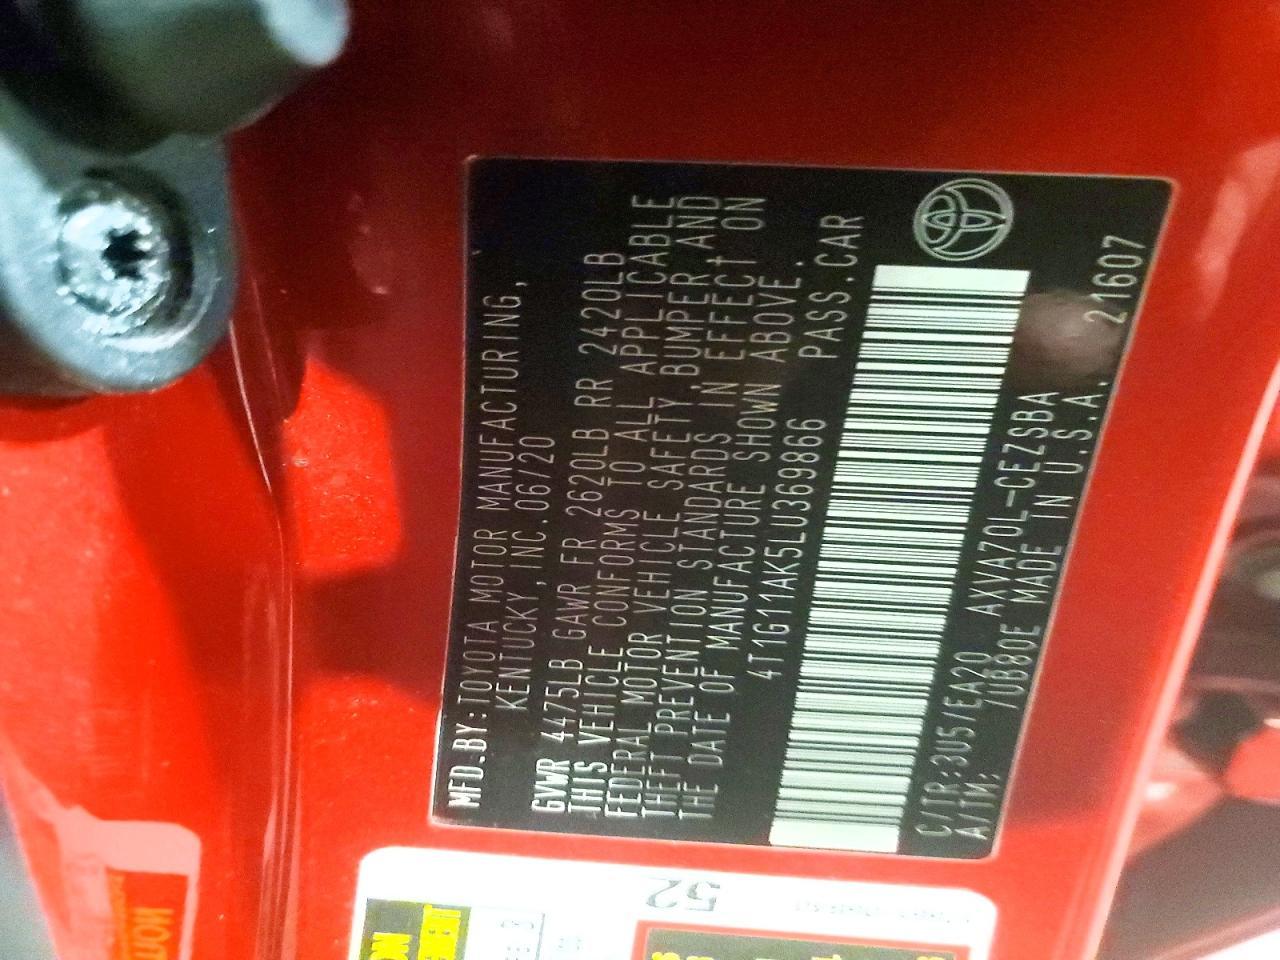 MFD.BY:TOYOTA MOTOR MANUFACTURING,
KENTUCKY,INC.06/20
GVWR 4475LB GAWR FR 2620LB RR 2420LB
THIS VEHICLE CONFORMS TO ALL APPLICABLE
FEDERAL MOTOR VEHICLE SAFETY,BUMPER,AND
THEFT PREVENTION STANDARDS IN EFFECT ON
THE DATE OF MANUFACTURE SHOWN ABOVE.
4T1G11AK5LU369866 PASS.CAR
C/TR:3U5/EA20 AXVA70L-CEZSBA
A/TM: /UB80E MADE IN U.S.A. 21607
52